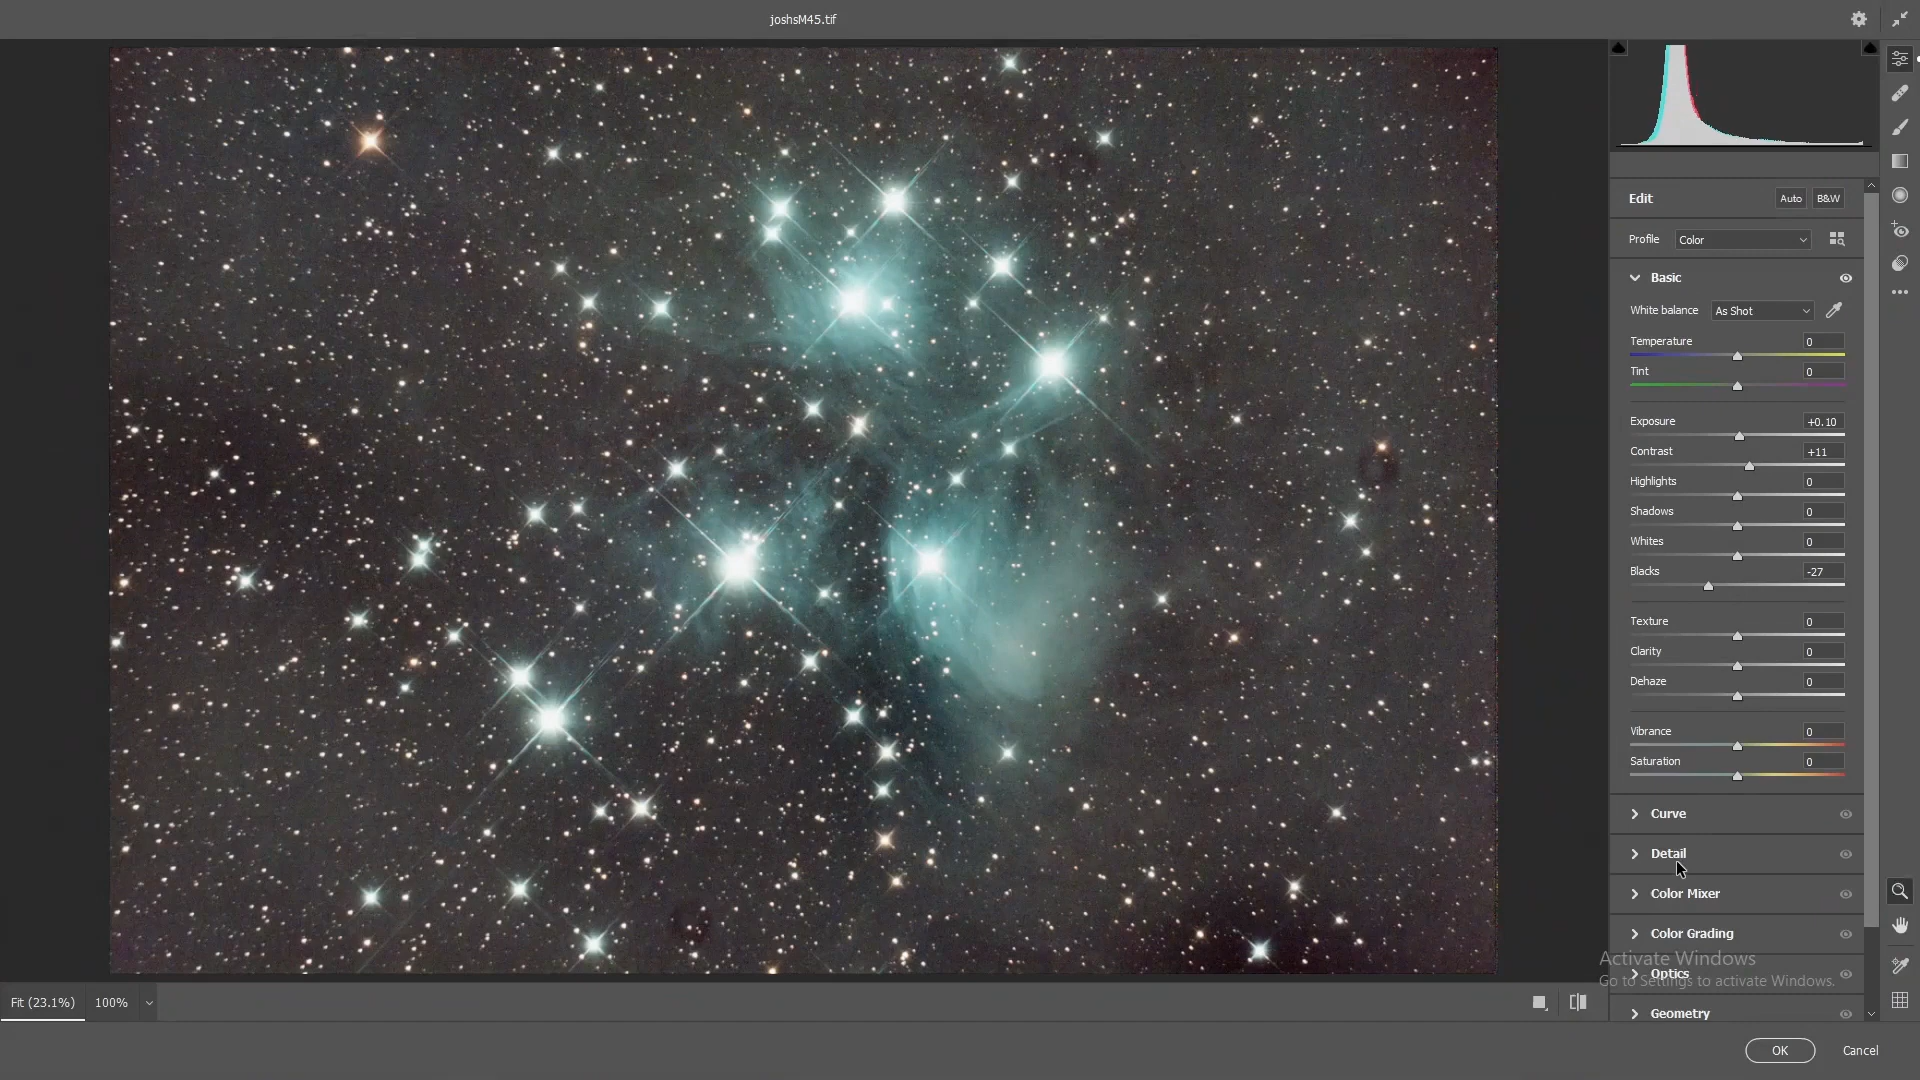 joshsM45.tif
Edit Auto B&W
Profile Color
Basic
White balance As Shot
Temperature 0
Tint 0
Exposure +0.10
Contrast +11
Highlights 0
Shadows 0
Whites 0
Blacks -27
Texture 0
Clarity 0
Dehaze 0
Vibrance 0
Saturation 0
Curve
Detail
Color Mixer
Color Grading
Activate Windows
Optics
Go to Settings to activate Windows.
Fit (23.1%) 100%
Geometry
OK Cancel